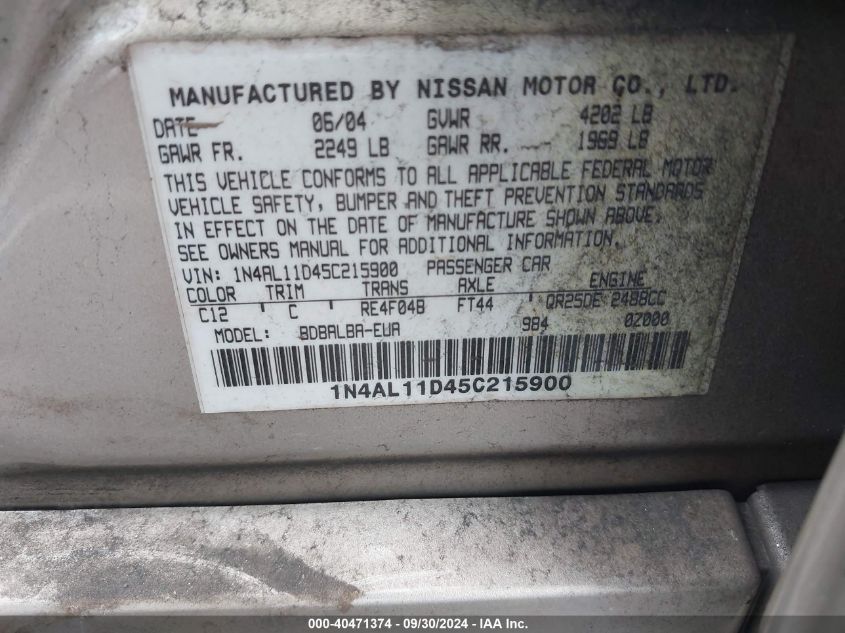 MANUFACTURED BY NISSAN MOTOR CO., LTD.
DATE 06/04 GVWR 4202 LB
GAWR FR. 2249 LB GAWR RR. 1969 LB
THIS VEHICLE CONFORMS TO ALL APPLICABLE FEDERAL MOTOR
VEHICLE SAFETY, BUMPER AND THEFT PREVENTION STANDARDS
IN EFFECT ON THE DATE OF MANUFACTURE SHOWN ABOVE.
SEE OWNERS MANUAL FOR ADDITIONAL INFORMATION.
VIN: 1N4AL11D45C215900 PASSENGER CAR
COLOR TRIM TRANS AXLE ENGINE
C12 C RE4F04B FT44 QR25DE 2488CC
MODEL: BDBALBA-EUA 9B4 0Z000
1N4AL11D45C215900
000-40471374 - 09/30/2024 - IAA Inc.